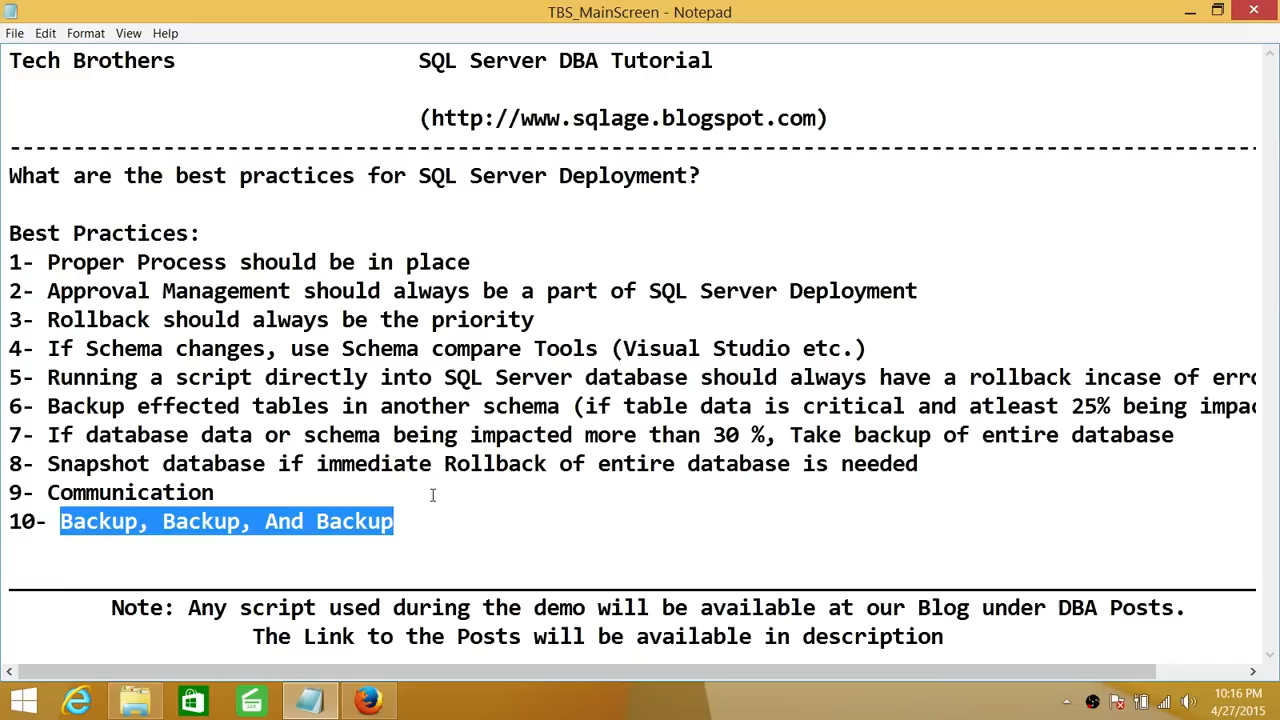 TBS_MainScreen - Notepad
File Edit Format View Help
Tech Brothers SQL Server DBA Tutorial
(http://www.sqlage.blogspot.com)
--------------------------------------------------------------------------------------------------
What are the best practices for SQL Server Deployment?
Best Practices:
1- Proper Process should be in place
2- Approval Management should always be a part of SQL Server Deployment
3- Rollback should always be the priority
4- If Schema changes, use Schema compare Tools (Visual Studio etc.)
5- Running a script directly into SQL Server database should always have a rollback incase of erro
6- Backup effected tables in another schema (if table data is critical and atleast 25% being impac
7- If database data or schema being impacted more than 30 %, Take backup of entire database
8- Snapshot database if immediate Rollback of entire database is needed
9- Communication
10- Backup, Backup, And Backup
Note: Any script used during the demo will be available at our Blog under DBA Posts.
The Link to the Posts will be available in description
10:16 PM
4/27/2015